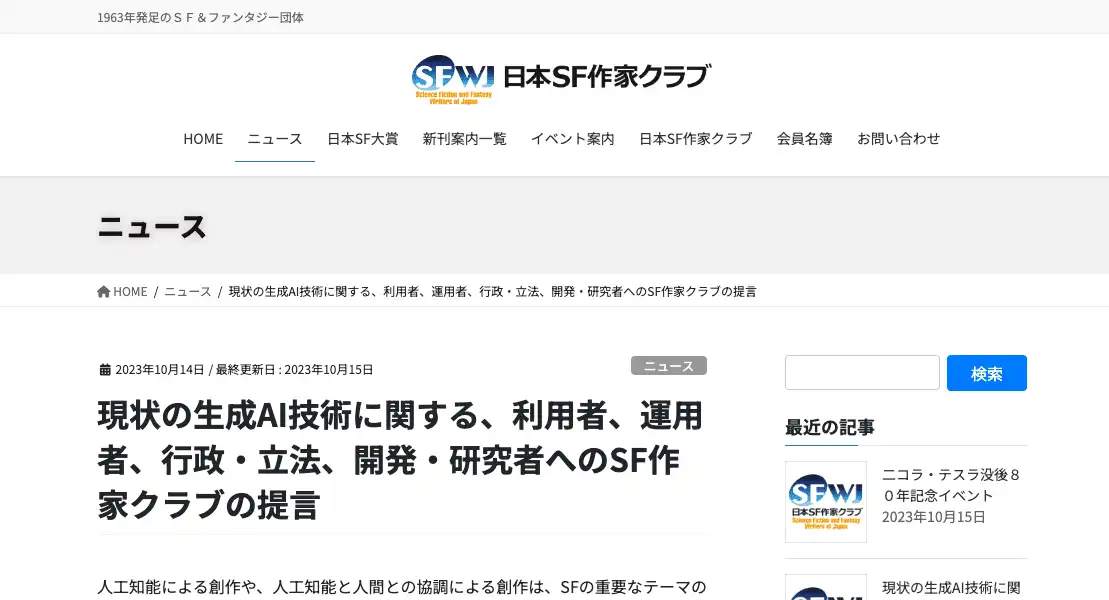 1963年発足のＳＦ＆ファンタジー団体
SFWJ 日本SF作家クラブ
Science Fiction and Fantasy
Writers of Japan
HOME ニュース 日本SF大賞 新刊案内一覧 イベント案内 日本SF作家クラブ 会員名簿 お問い合わせ
ニュース
HOME / ニュース / 現状の生成AI技術に関する、利用者、運用者、行政・立法、開発・研究者へのSF作家クラブの提言
2023年10月14日 / 最終更新日 : 2023年10月15日 ニュース
現状の生成AI技術に関する、利用者、運用
者、行政・立法、開発・研究者へのSF作
家クラブの提言
人工知能による創作や、人工知能と人間との協調による創作は、SFの重要なテーマの
検索
最近の記事
SFWJ
日本SF作家クラブ
Science Fiction and Fantasy
Writers of Japan
ニコラ・テスラ没後８
０年記念イベント
2023年10月15日
SFWJ
現状の生成AI技術に関